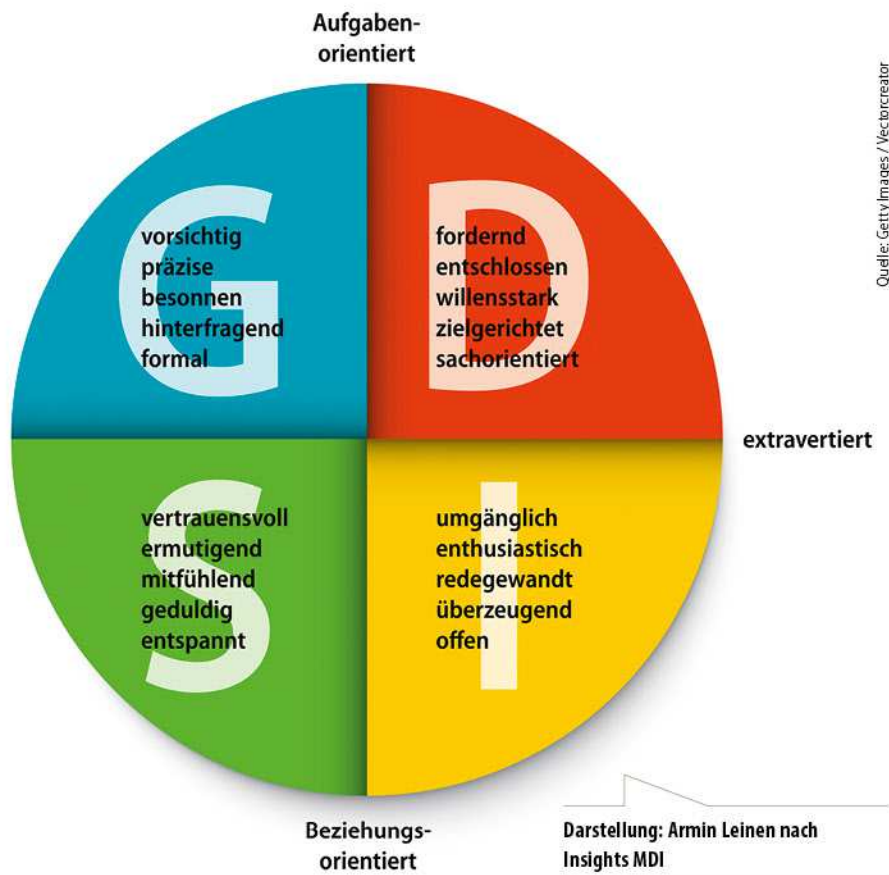 Aufgaben-
orientiert
Quelle: Getty Images / Vectorcreator
G
vorsichtig
präzise
besonnen
hinterfragend
formal
D
fordernd
entschlossen
willensstark
zielgerichtet
sachorientiert
extravertiert
S
vertrauensvoll
ermutigend
mitfühlend
geduldig
entspannt
I
umgänglich
enthusiastisch
redegewandt
überzeugend
offen
Beziehungs-
orientiert
Darstellung: Armin Leinen nach
Insights MDI